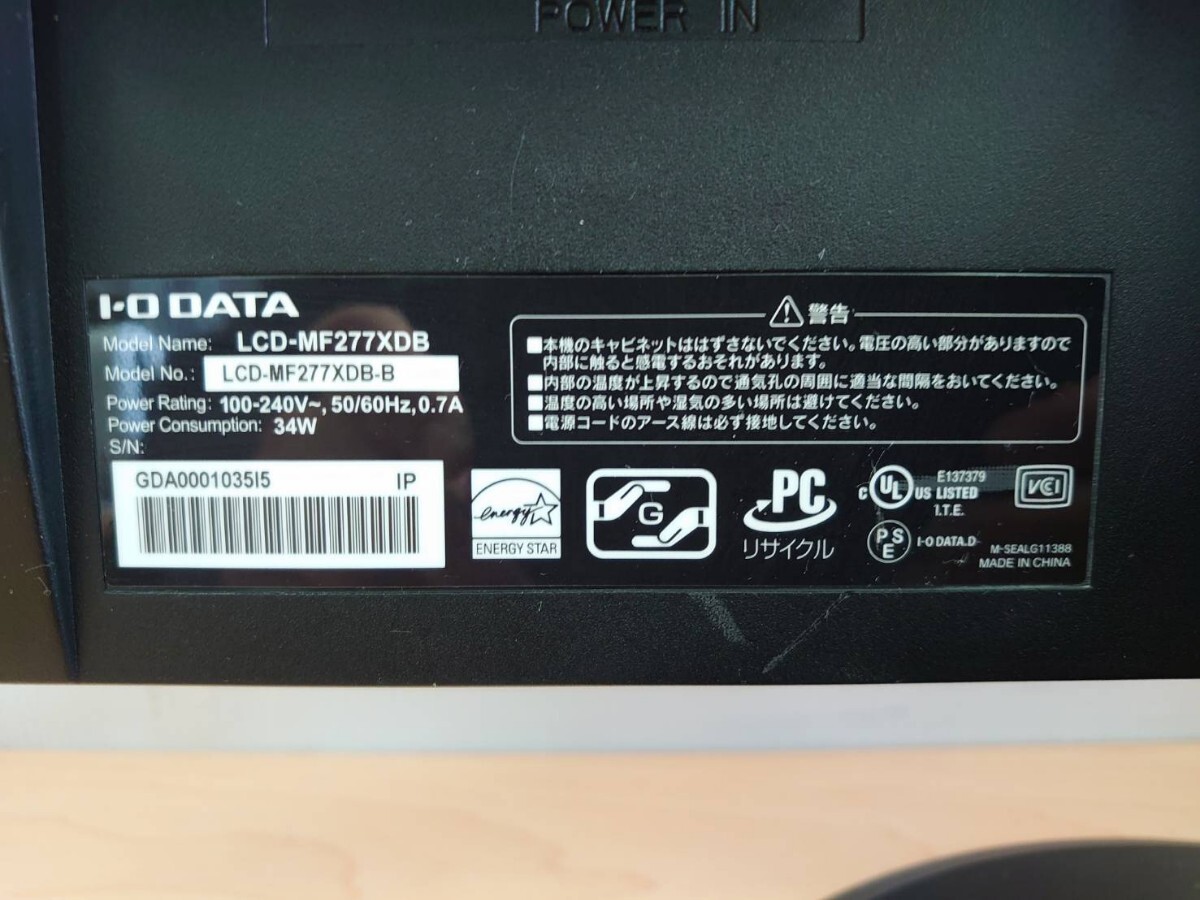 POWER IN
I-O DATA
Model Name: LCD-MF277XDB
Model No.: LCD-MF277XDB-B
Power Rating: 100-240V~, 50/60Hz, 0.7A
Power Consumption: 34W
S/N:
GDA0001035I5 IP
警告
■本機のキャビネットははずさないでください。電圧の高い部分がありますので
内部に触ると感電するおそれがあります。
■内部の温度が上昇するので通気孔の周囲に適当な間隔をおいてください。
■温度の高い場所や湿気の多い場所は避けてください。
■電源コードのアース線は必ず接地してください。
energy
ENERGY STAR
G
PC
リサイクル
c UL US LISTED
E137379
I.T.E.
VCI
PSE
I-O DATA.D
M-SEALG11388
MADE IN CHINA